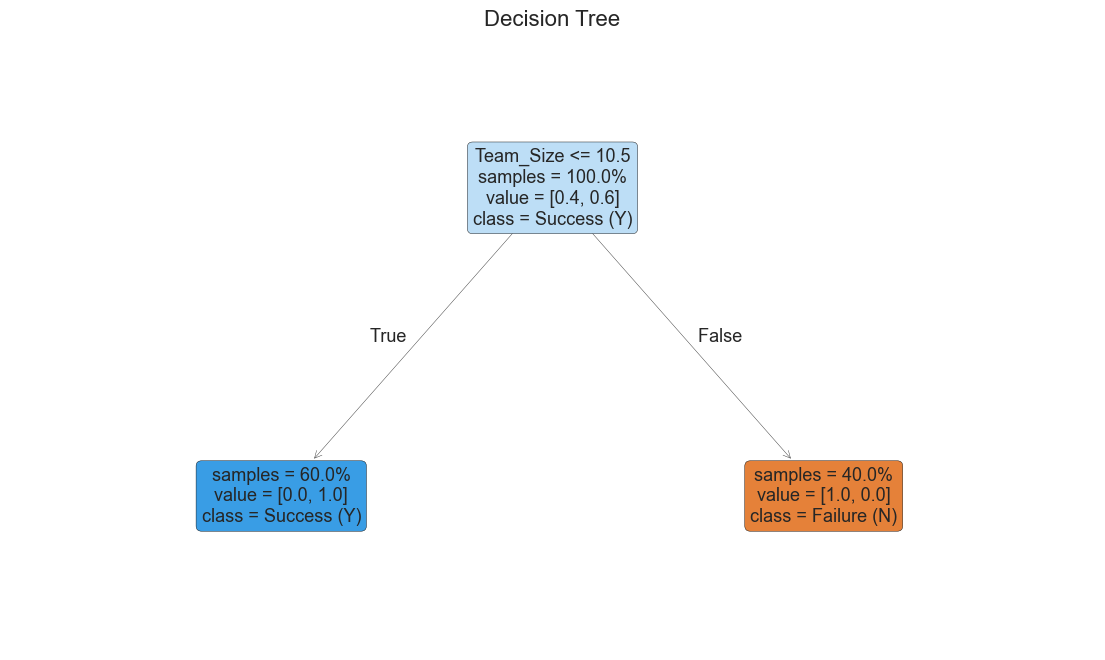 Decision Tree
Team_Size <= 10.5
samples = 100.0%
value = [0.4, 0.6]
class = Success (Y)
True
False
samples = 60.0%
value = [0.0, 1.0]
class = Success (Y)
samples = 40.0%
value = [1.0, 0.0]
class = Failure (N)